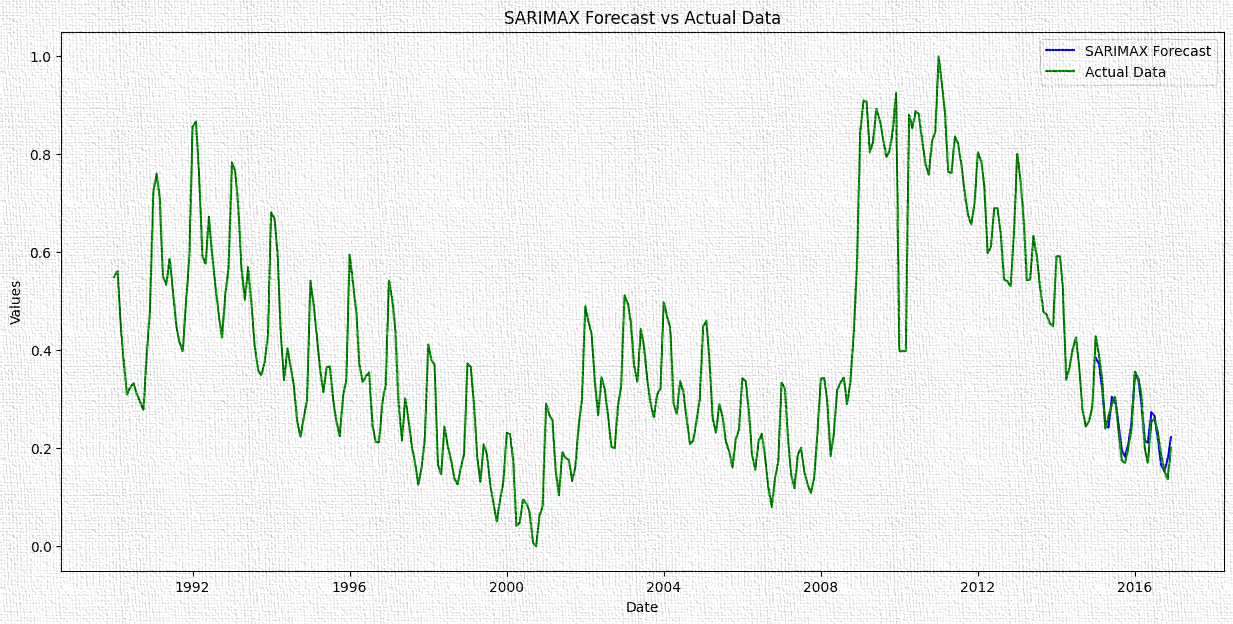 SARIMAX Forecast vs Actual Data
SARIMAX Forecast
Actual Data
1.0
0.8
0.6
0.4
0.2
0.0
Values
1992 1996 2000 2004 2008 2012 2016
Date